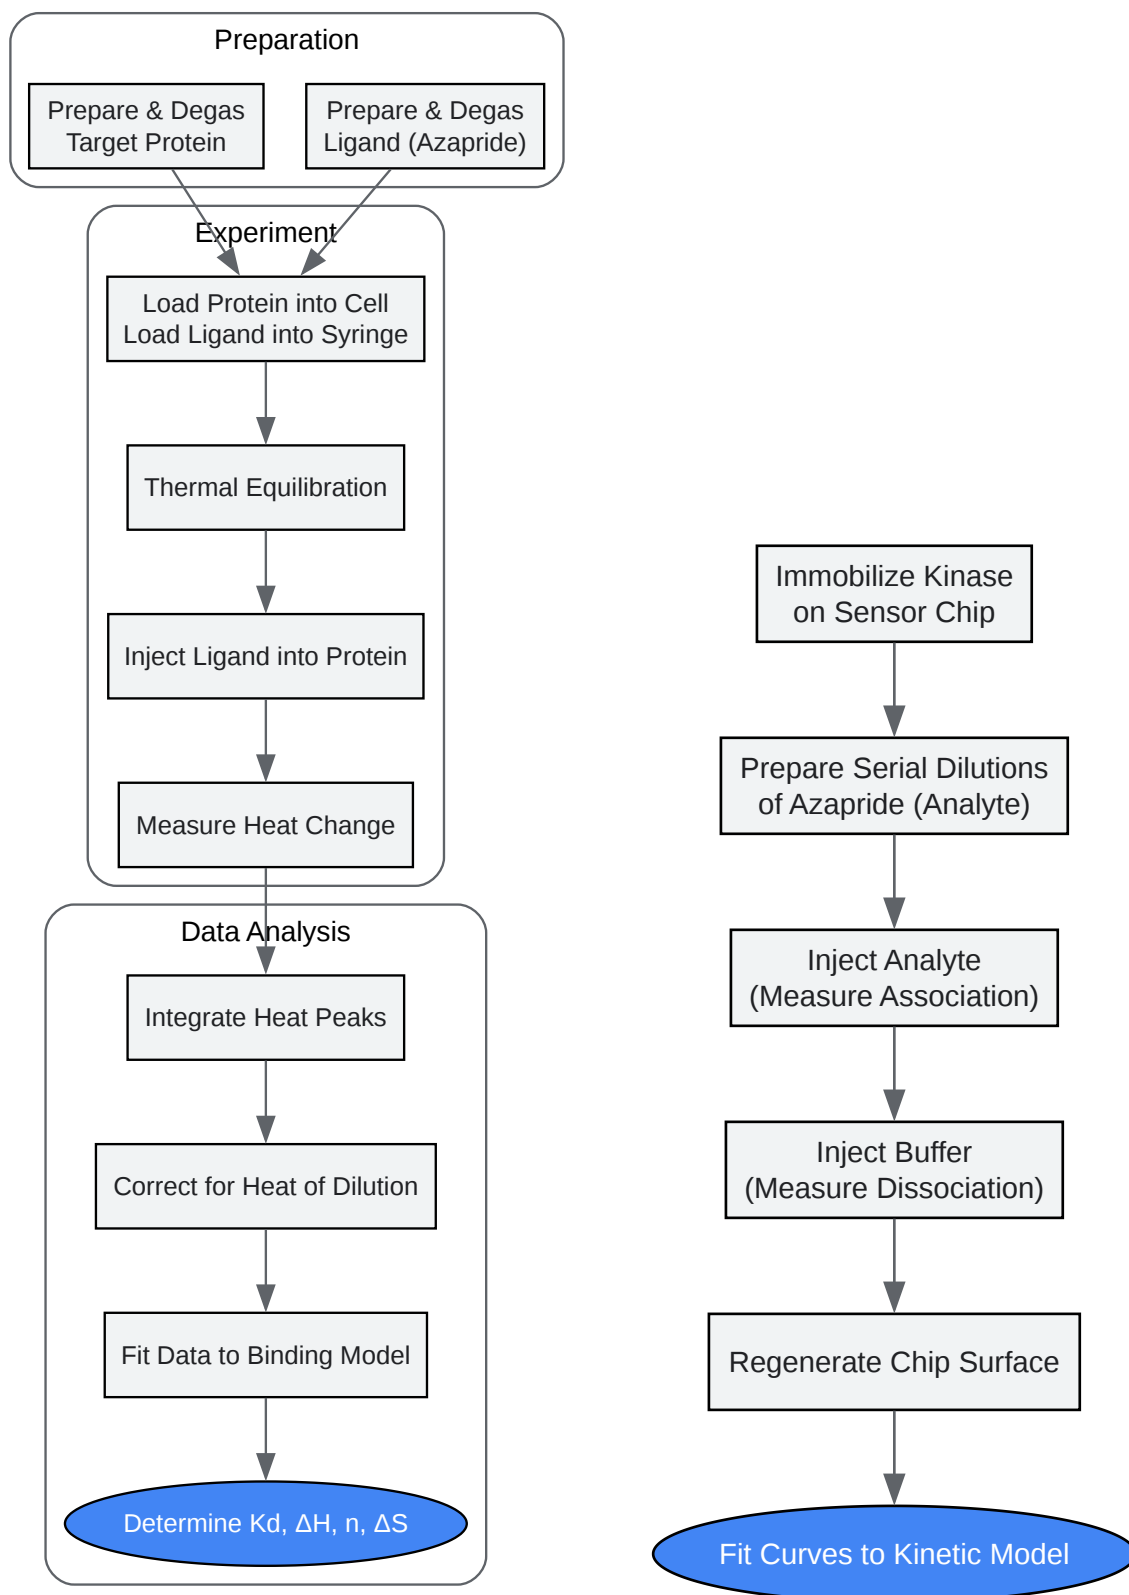 Preparation
Prepare & Degas
Target Protein
Prepare & Degas
Ligand (Azapride)
Experiment
Load Protein into Cell
Load Ligand into Syringe
Thermal Equilibration
Inject Ligand into Protein
Measure Heat Change
Data Analysis
Integrate Heat Peaks
Correct for Heat of Dilution
Fit Data to Binding Model
Determine Kd, ΔH, n, ΔS
Immobilize Kinase
on Sensor Chip
Prepare Serial Dilutions
of Azapride (Analyte)
Inject Analyte
(Measure Association)
Inject Buffer
(Measure Dissociation)
Regenerate Chip Surface
Fit Curves to Kinetic Model